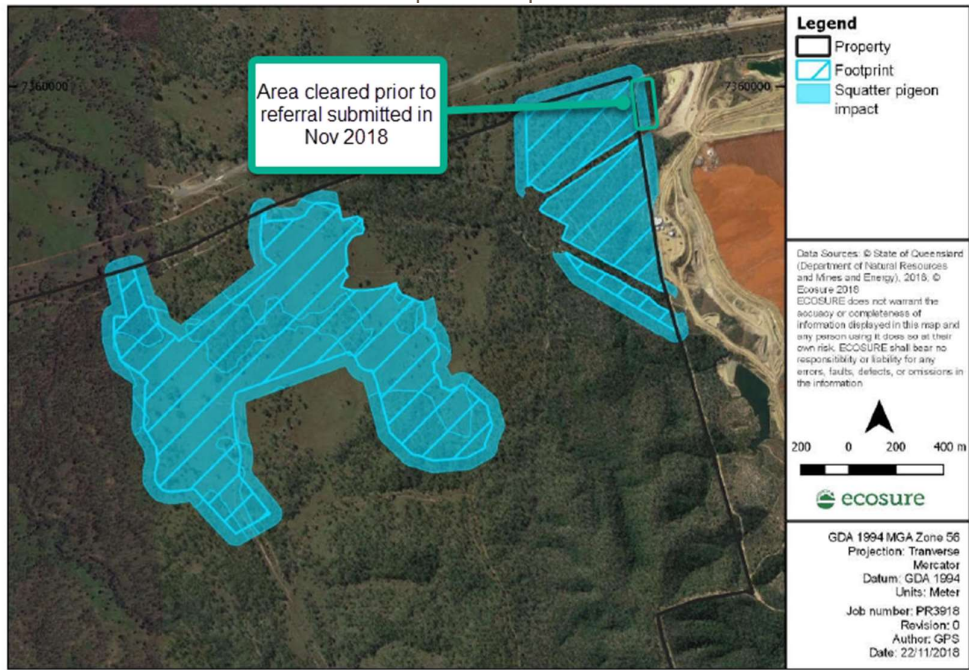 Area cleared prior to
referral submitted in
Nov 2018
7360000
7360000
Legend
Property
Footprint
Squatter pigeon
impact
Data Sources: © State of Queensland
(Department of Natural Resources
and Mines and Energy), 2018, ©
Ecosure 2018
ECOSURE does not warrant the
accuracy or completeness of
information displayed in this map and
any person using it does so at their
own risk. ECOSURE shall bear no
responsibility or liability for any
errors, faults, defects, or omissions in
the information
200 0 200 400 m
ecosure
GDA 1994 MGA Zone 56
Projection: Tranverse
Mercator
Datum: GDA 1994
Units: Meter
Job number: PR3918
Revision: 0
Author: GPS
Date: 22/11/2018